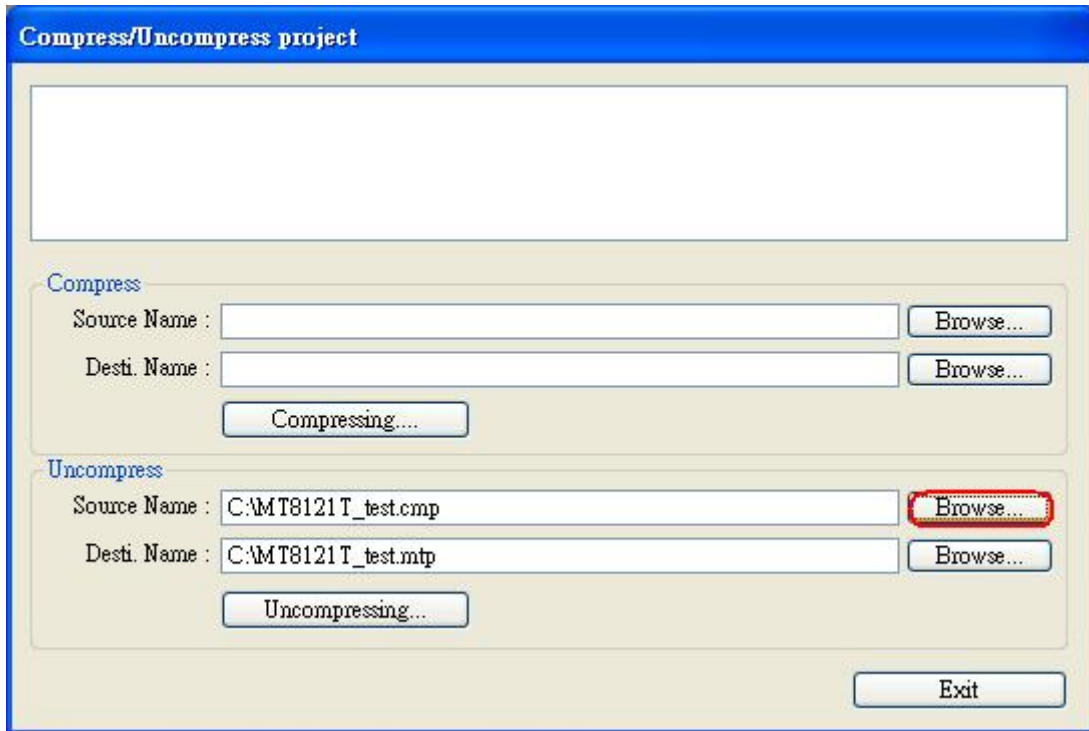 Compress/Uncompress project
Compress
Source Name : Browse...
Desti. Name : Browse...
Compressing....
Uncompress
Source Name : C:\MT8121T_test.cmp Browse...
Desti. Name : C:\MT8121T_test.mtp Browse...
Uncompressing...
Exit